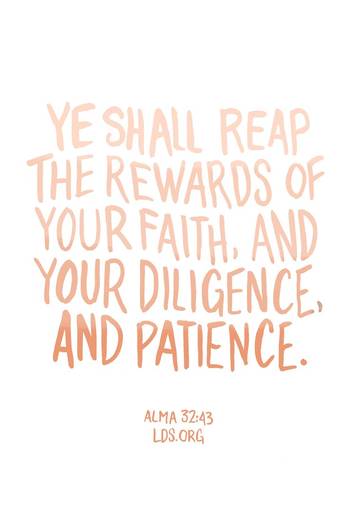 YE SHALL REAP
THE REWARDS OF
YOUR FAITH, AND
YOUR DILIGENCE,
AND PATIENCE.
ALMA 32:43
LDS.ORG